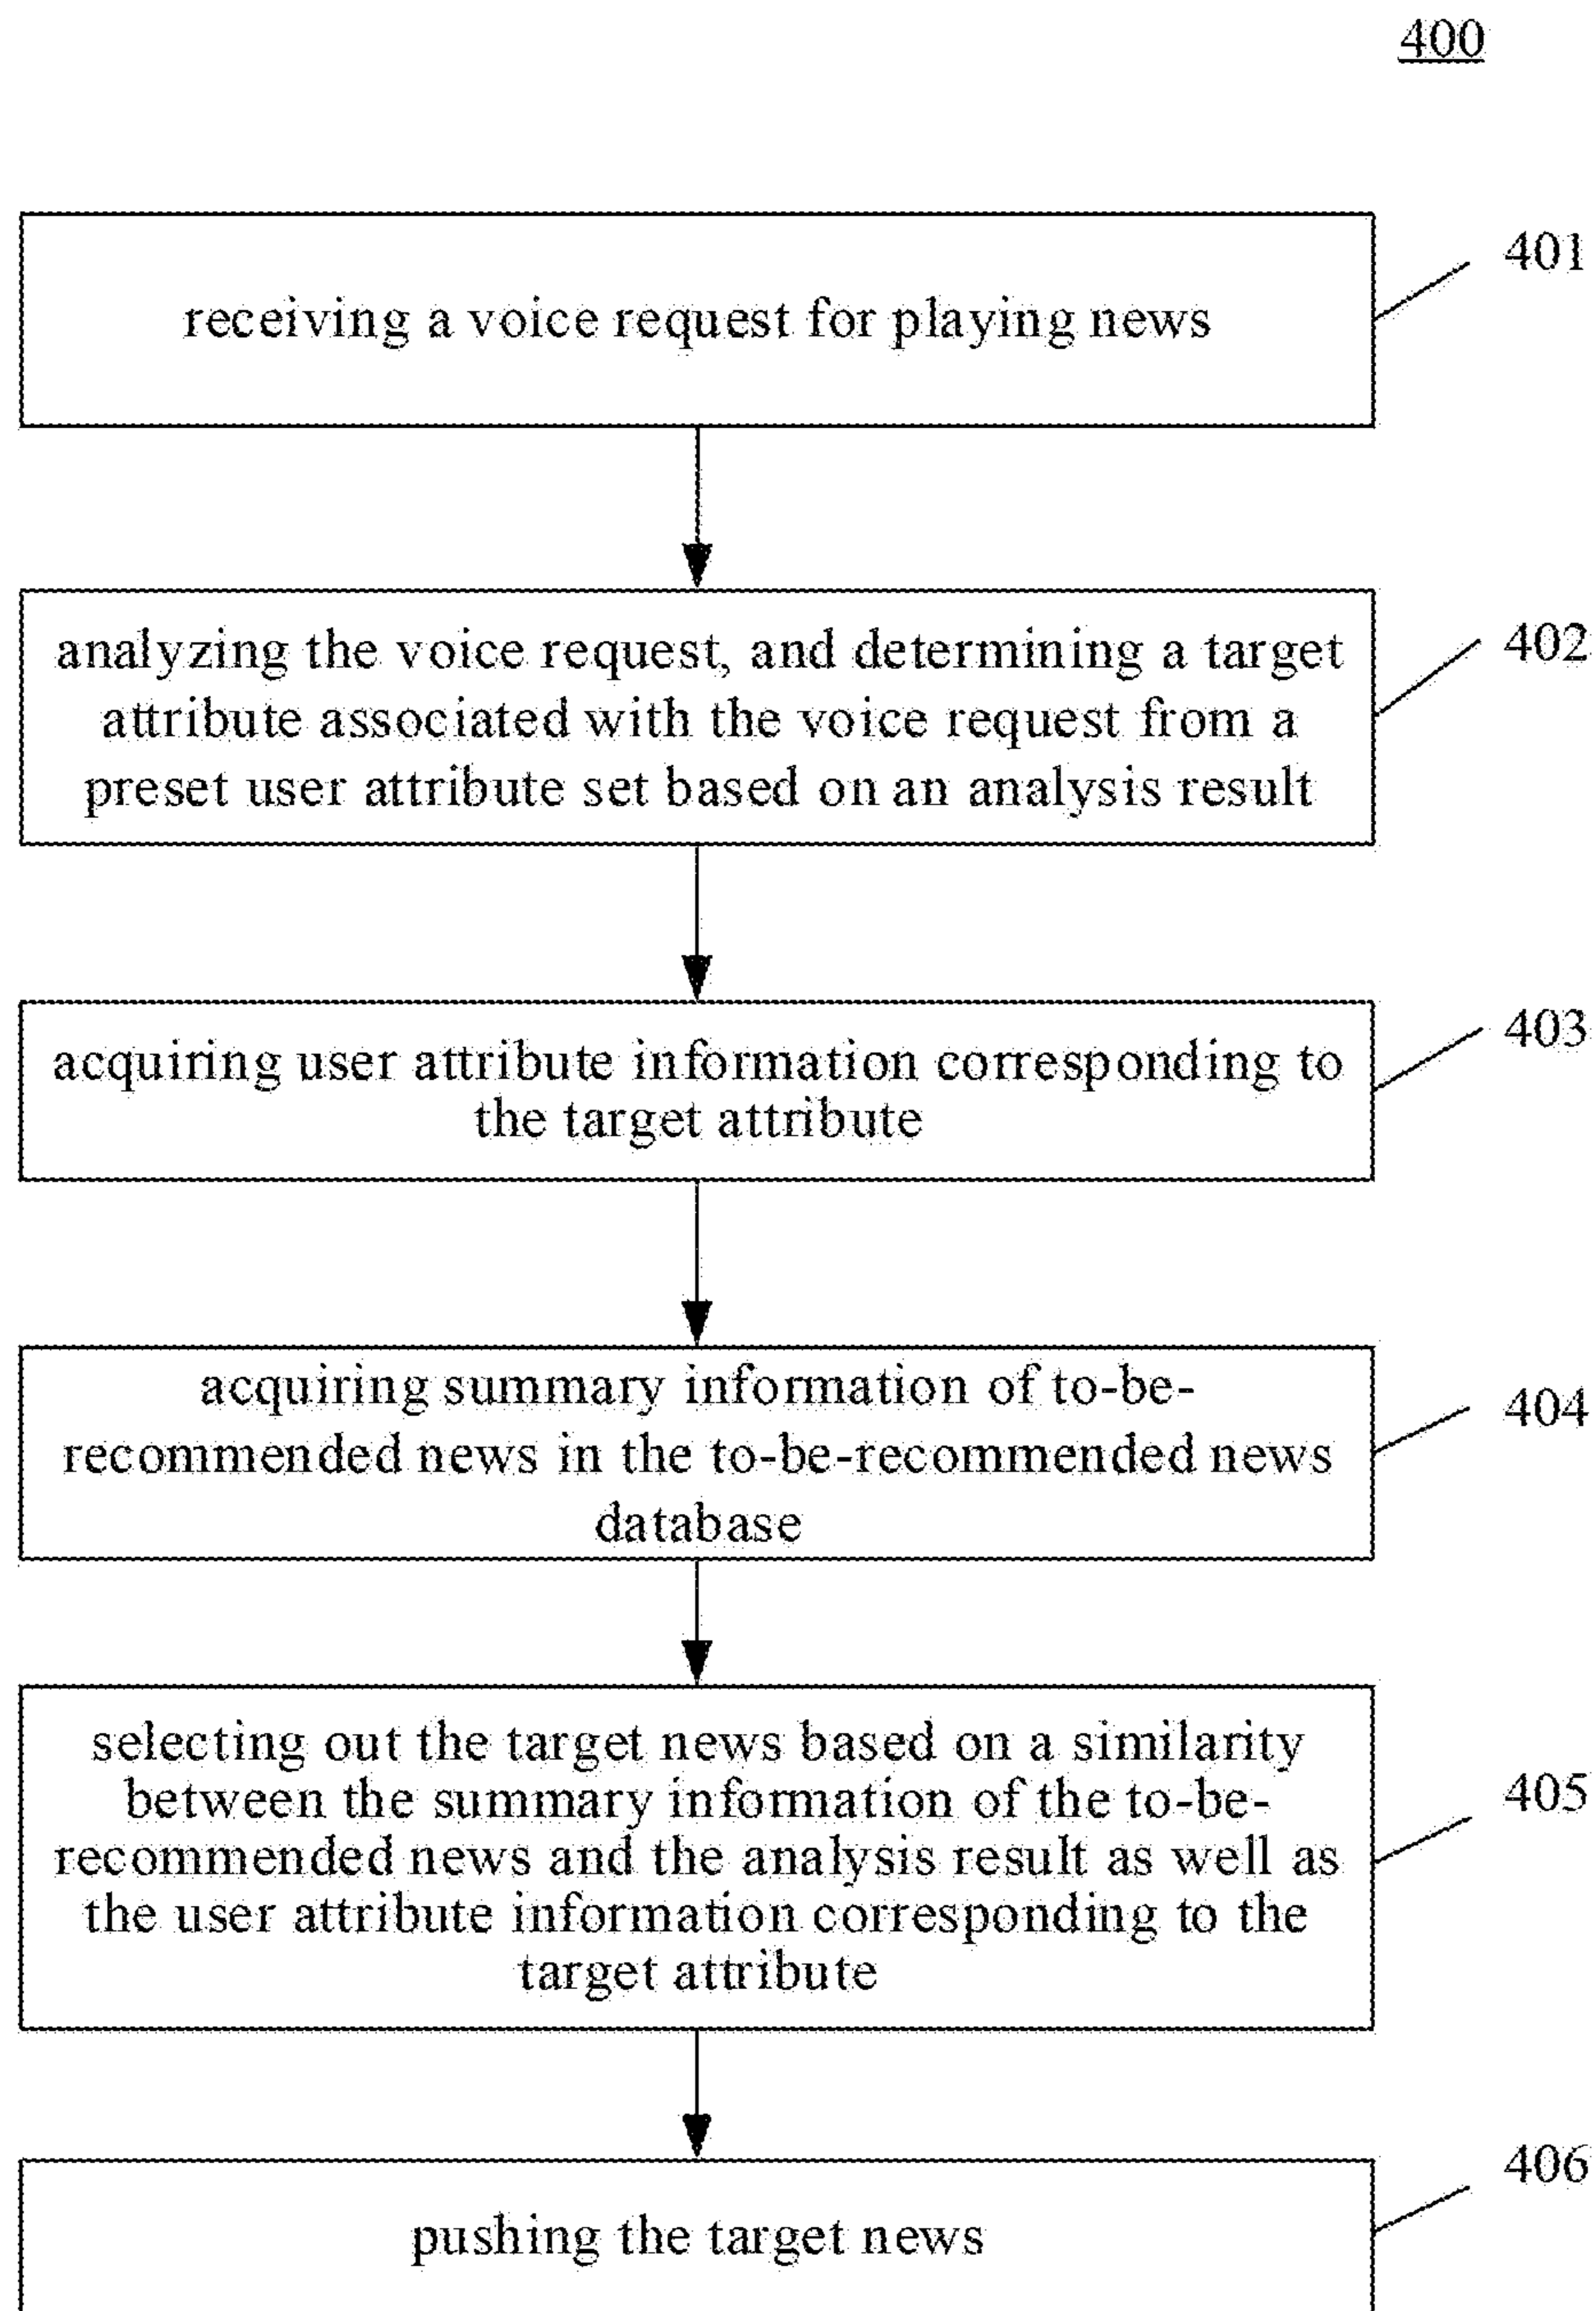 400
401
receiving a voice request for playing news
402
analyzing the voice request, and determining a target
attribute associated with the voice request from a
preset user attribute set based on an analysis result
403
acquiring user attribute information corresponding to
the target attribute
404
acquiring summary information of to-be-
recommended news in the to-be-recommended news
database
405
selecting out the target news based on a similarity
between the summary information of the to-be-
recommended news and the analysis result as well as
the user attribute information corresponding to the
target attribute
406
pushing the target news